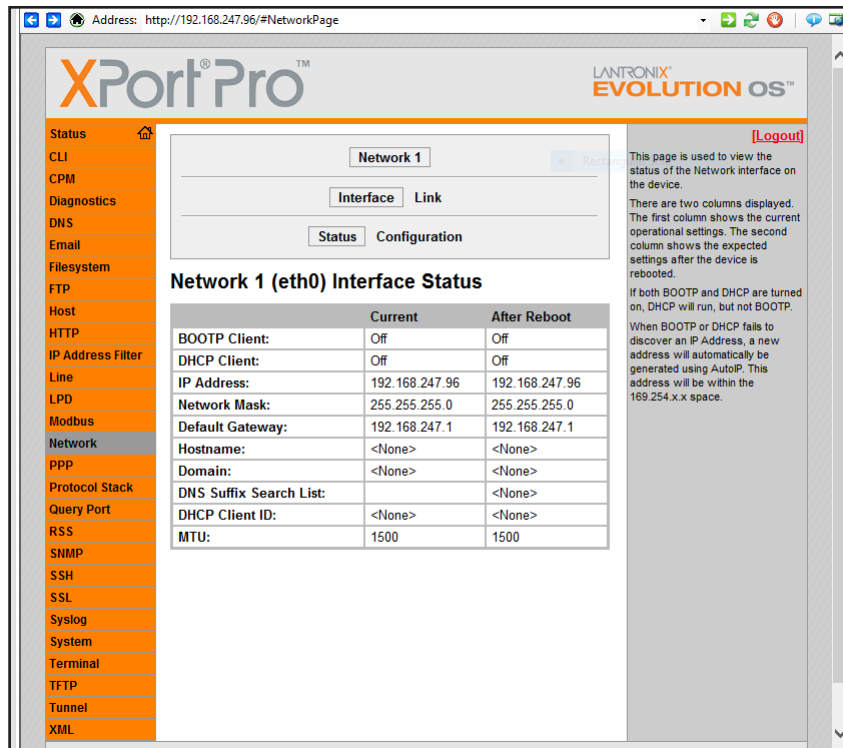 Address: http://192.168.247.96/#NetworkPage
XPort® Pro™
LANTRONIX®
EVOLUTION OS™
Status
CLI
CPM
Diagnostics
DNS
Email
Filesystem
FTP
Host
HTTP
IP Address Filter
Line
LPD
Modbus
Network
PPP
Protocol Stack
Query Port
RSS
SNMP
SSH
SSL
Syslog
System
Terminal
TFTP
Tunnel
XML
Network 1
Interface Link
Status Configuration
Network 1 (eth0) Interface Status
Current After Reboot
BOOTP Client: Off Off
DHCP Client: Off Off
IP Address: 192.168.247.96 192.168.247.96
Network Mask: 255.255.255.0 255.255.255.0
Default Gateway: 192.168.247.1 192.168.247.1
Hostname: <None> <None>
Domain: <None> <None>
DNS Suffix Search List: <None>
DHCP Client ID: <None> <None>
MTU: 1500 1500
[Logout]
This page is used to view the
status of the Network interface on
the device.
There are two columns displayed.
The first column shows the current
operational settings. The second
column shows the expected
settings after the device is
rebooted.
If both BOOTP and DHCP are turned
on, DHCP will run, but not BOOTP.
When BOOTP or DHCP fails to
discover an IP Address, a new
address will automatically be
generated using AutoIP. This
address will be within the
169.254.x.x space.